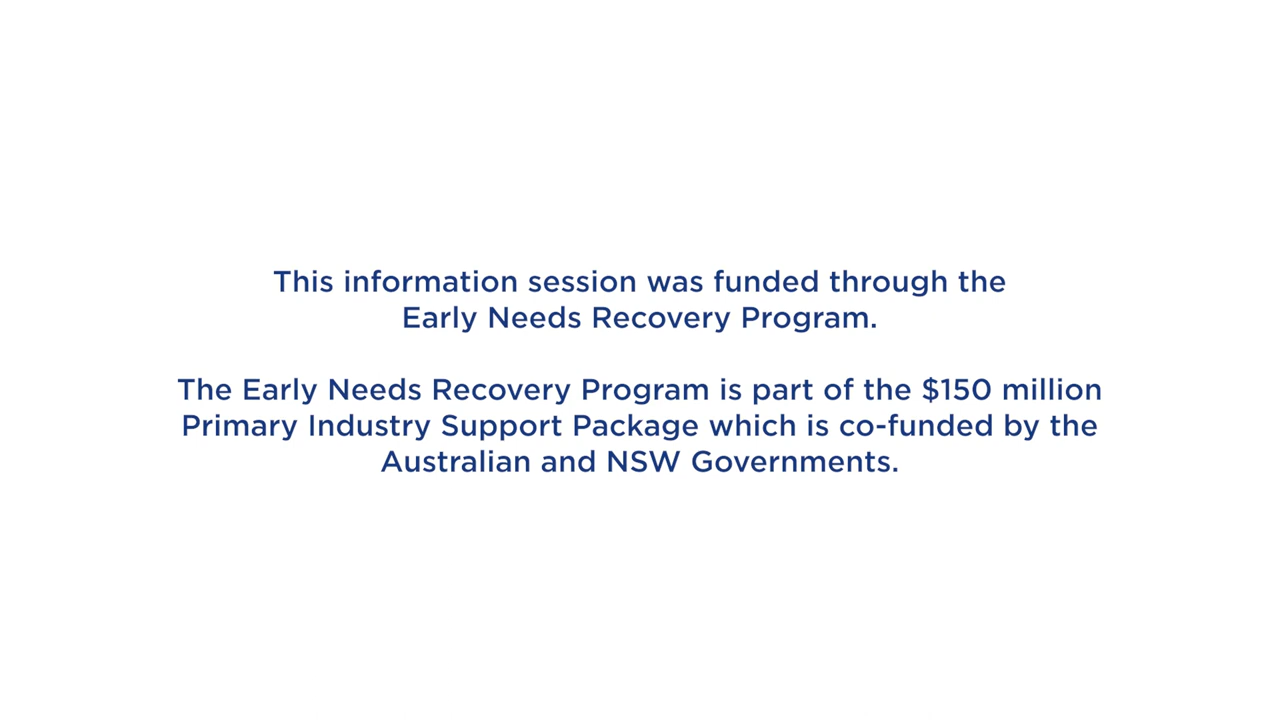 This information session was funded through the
Early Needs Recovery Program.
The Early Needs Recovery Program is part of the $150 million
Primary Industry Support Package which is co-funded by the
Australian and NSW Governments.